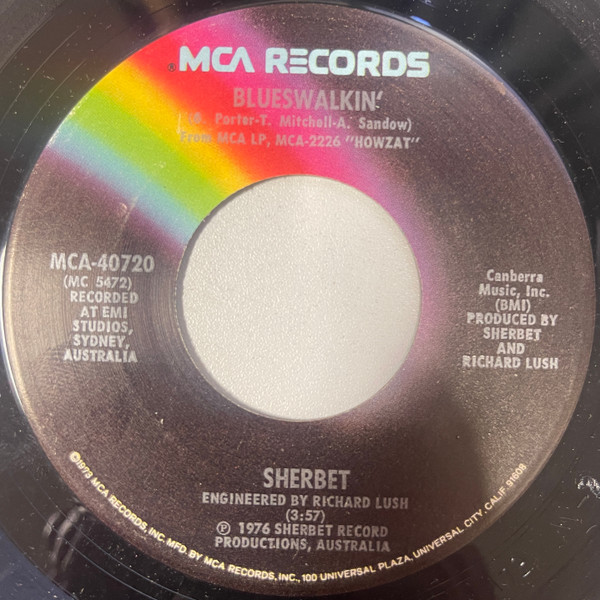 ® MCA RECORDS
BLUESWALKIN'
(B. Porter-T. Mitchell-A. Sandow)
From MCA LP, MCA-2226 "HOWZAT"
MCA-40720
(MC 5472)
RECORDED
AT EMI
STUDIOS,
SYDNEY,
AUSTRALIA
Canberra
Music, Inc.
(BMI)
PRODUCED BY
SHERBET
AND
RICHARD LUSH
SHERBET
ENGINEERED BY RICHARD LUSH
(3:57)
℗ 1976 SHERBET RECORD
PRODUCTIONS, AUSTRALIA
©1973 MCA RECORDS, INC. MFD. BY MCA RECORDS, INC., 100 UNIVERSAL PLAZA, UNIVERSAL CITY, CALIF. 91608